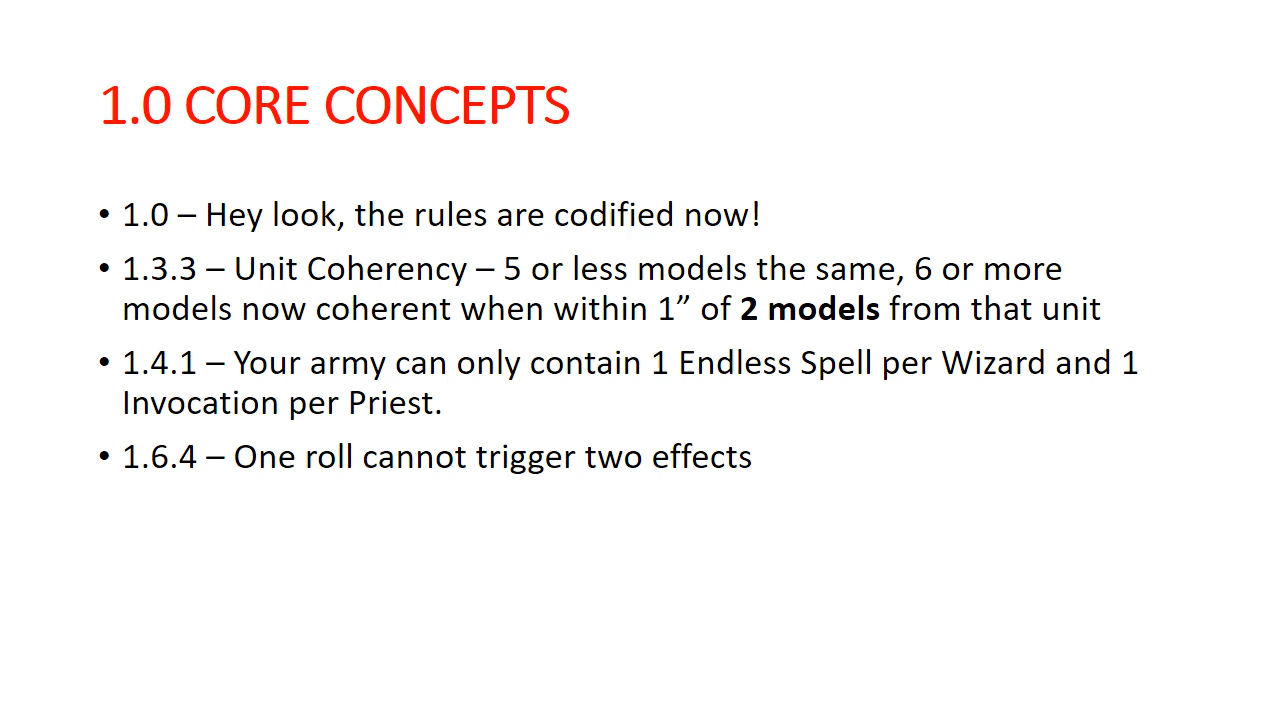 1.0 CORE CONCEPTS
• 1.0 – Hey look, the rules are codified now!
• 1.3.3 – Unit Coherency – 5 or less models the same, 6 or more
models now coherent when within 1” of 2 models from that unit
• 1.4.1 – Your army can only contain 1 Endless Spell per Wizard and 1
Invocation per Priest.
• 1.6.4 – One roll cannot trigger two effects